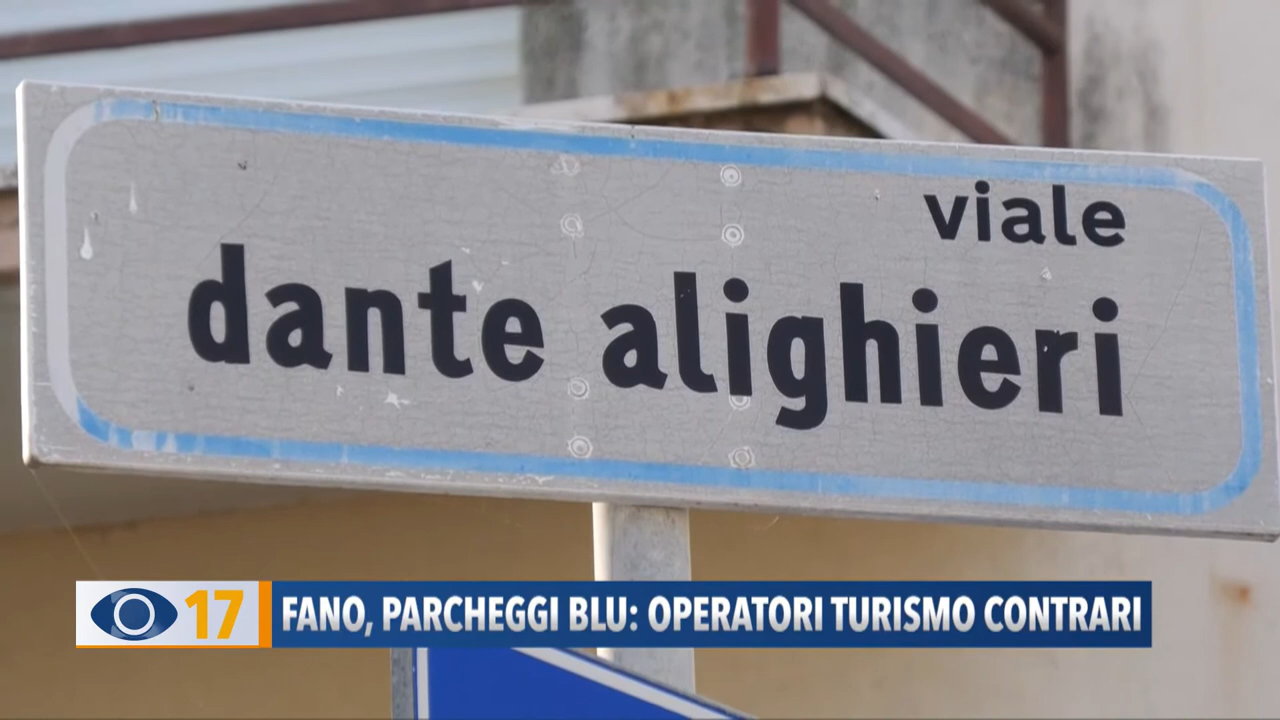 viale
dante alighieri
17
FANO, PARCHEGGI BLU: OPERATORI TURISMO CONTRARI